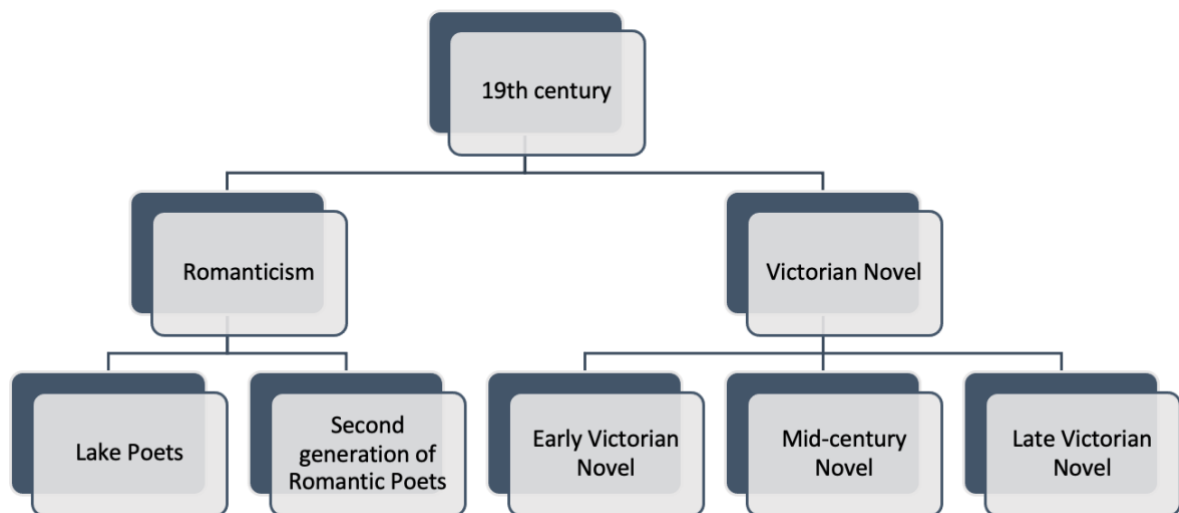 19th century
Romanticism
Victorian Novel
Lake Poets
Second
generation of
Romantic Poets
Early Victorian
Novel
Mid-century
Novel
Late Victorian
Novel